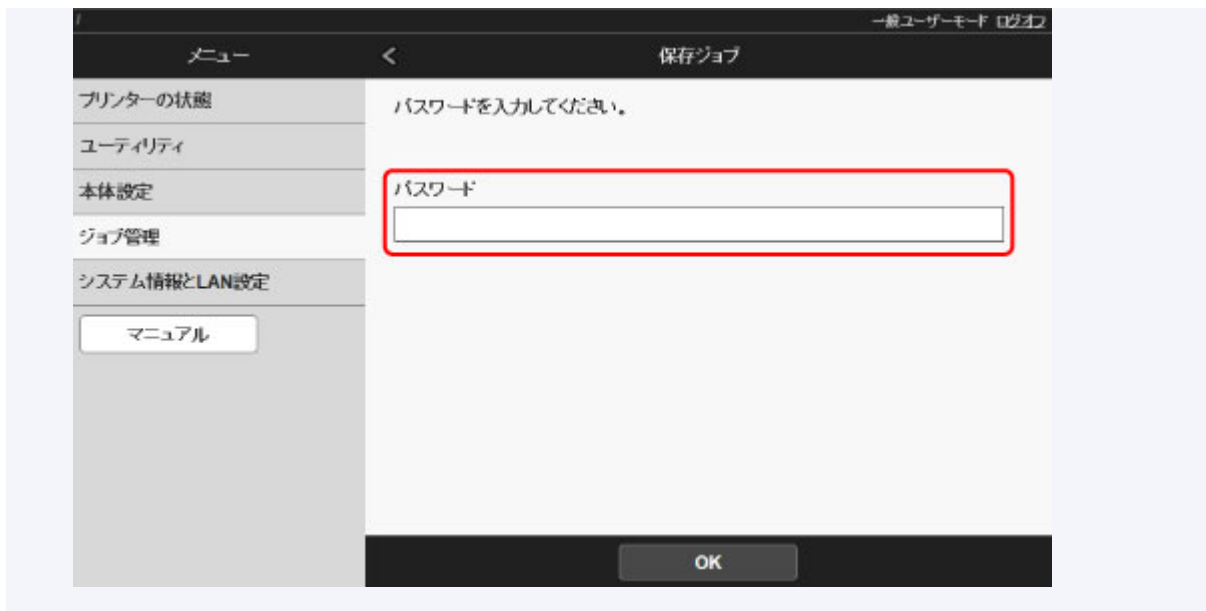 一般ユーザーモード ログオフ
メニュー
<
保存ジョブ
プリンターの状態
ユーティリティ
本体設定
ジョブ管理
システム情報とLAN設定
マニュアル
パスワードを入力してください。
パスワード
OK